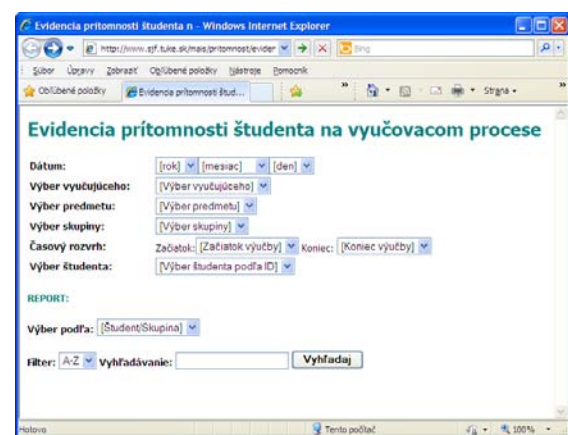 Evidencia prítomnosti študenta n - Windows Internet Explorer
http://www.sjf.tuke.sk/mais/pritomnost/evider
Bing
Súbor Úpravy Zobraziť Obľúbené položky Nástroje Pomocník
Obľúbené položky Evidencia prítomnosti štud... Strana
Evidencia prítomnosti študenta na vyučovacom procese
Dátum: [rok] [mesiac] [den]
Výber vyučujúceho: [Výber vyučujúceho]
Výber predmetu: [Výber predmetu]
Výber skupiny: [Výber skupiny]
Časový rozvrh: Začiatok: [Začiatok výučby] Koniec: [Koniec výučby]
Výber študenta: [Výber študenta podľa ID]
REPORT:
Výber podľa: [Študent/Skupina]
Filter: A-Z Vyhľadávanie: Vyhľadaj
Hotovo Tento počítač 100%